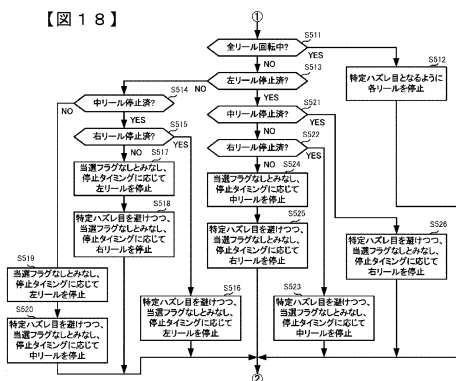 【図１８】
①
S511
全リール回転中?
YES
NO
S512
特定ハズレ目となるように
各リールを停止
S513
左リール停止済?
NO
YES
S514
中リール停止済?
NO
YES
S515
右リール停止済?
YES
NO
S517
当選フラグなしとみなし、
停止タイミングに応じて
左リールを停止
S518
特定ハズレ目を避けつつ、
当選フラグなしとみなし、
停止タイミングに応じて
右リールを停止
S519
当選フラグなしとみなし、
停止タイミングに応じて
左リールを停止
S520
特定ハズレ目を避けつつ、
当選フラグなしとみなし、
停止タイミングに応じて
中リールを停止
S516
特定ハズレ目を避けつつ、
当選フラグなしとみなし、
停止タイミングに応じて
左リールを停止
S521
中リール停止済?
YES
NO
S522
右リール停止済?
YES
NO
S524
当選フラグなしとみなし、
停止タイミングに応じて
中リールを停止
S525
特定ハズレ目を避けつつ、
当選フラグなしとみなし、
停止タイミングに応じて
右リールを停止
S523
特定ハズレ目を避けつつ、
当選フラグなしとみなし、
停止タイミングに応じて
中リールを停止
S526
特定ハズレ目を避けつつ、
当選フラグなしとみなし、
停止タイミングに応じて
右リールを停止
②